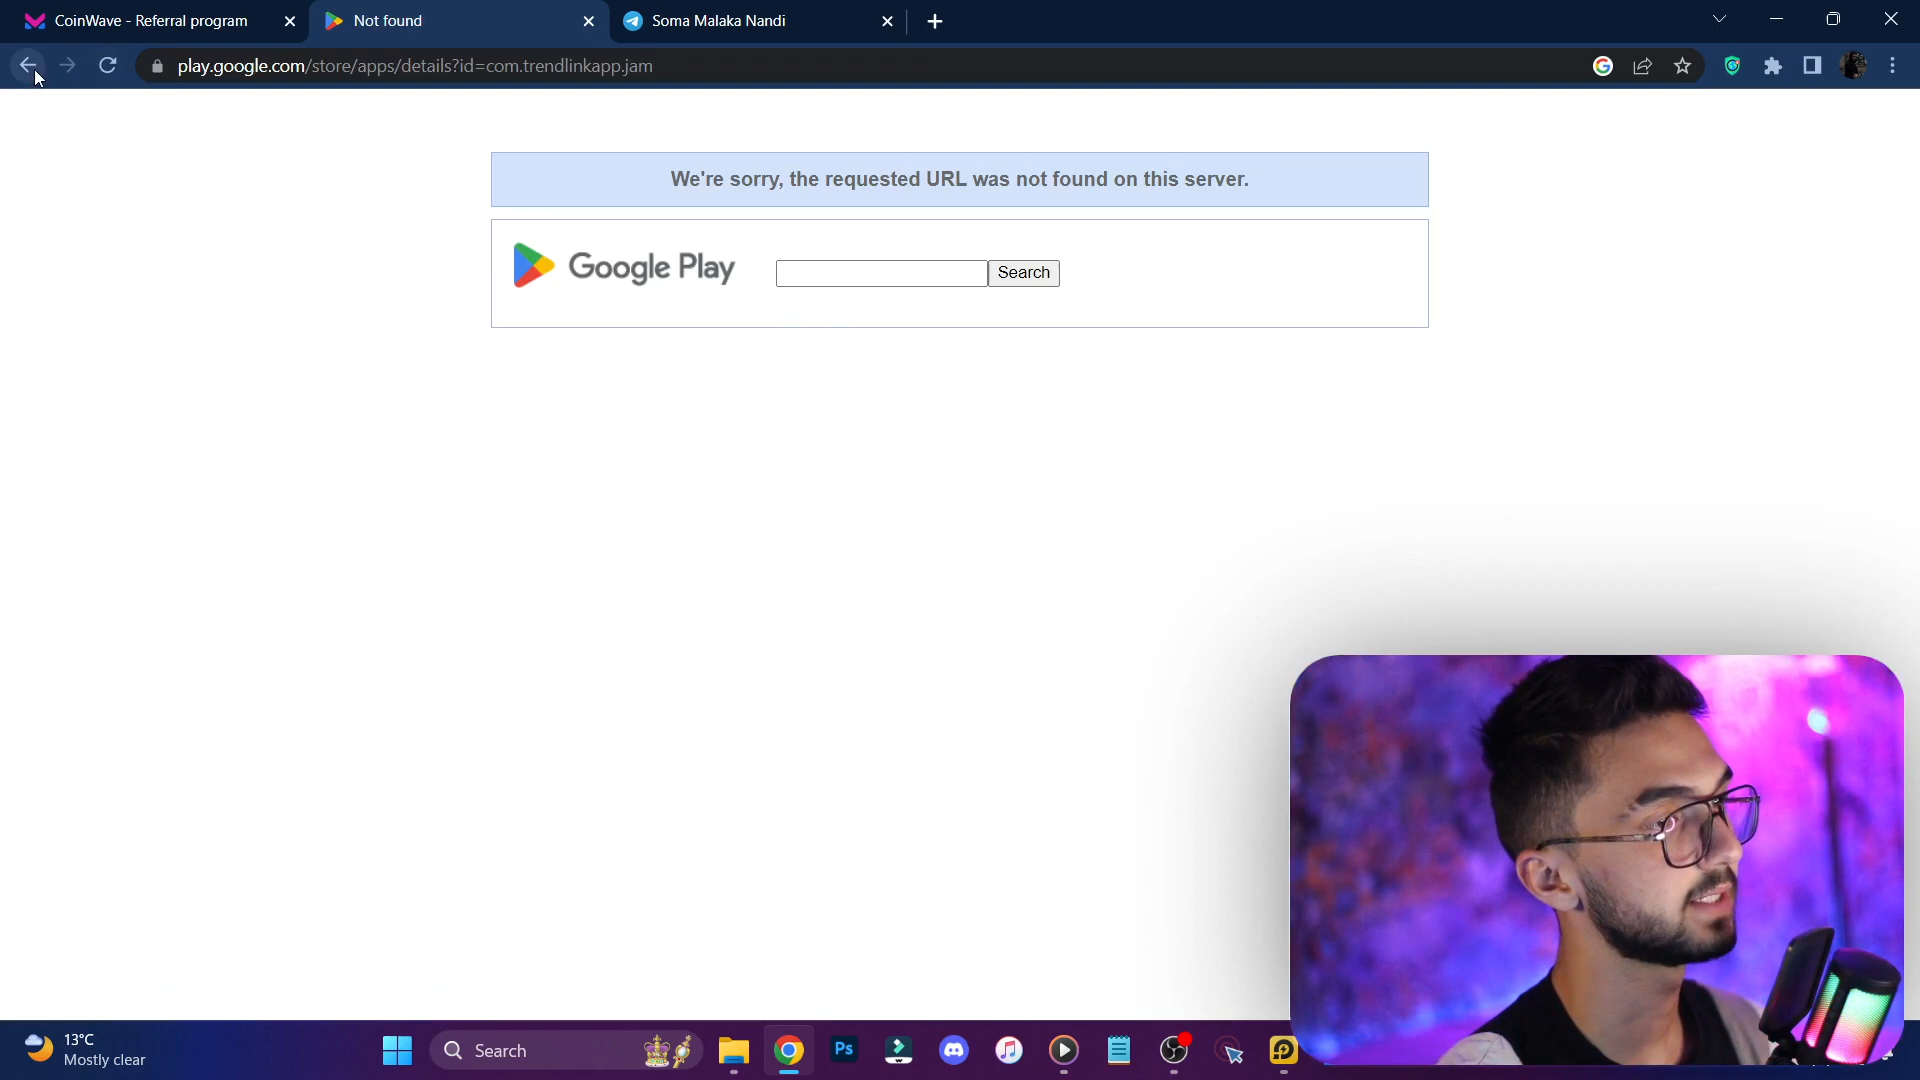 CoinWave - Referral program
Not found
Soma Malaka Nandi
play.google.com/store/apps/details?id=com.trendlinkapp.jam
We're sorry, the requested URL was not found on this server.
Google Play
Search
13°C
Mostly clear
Search
Ps